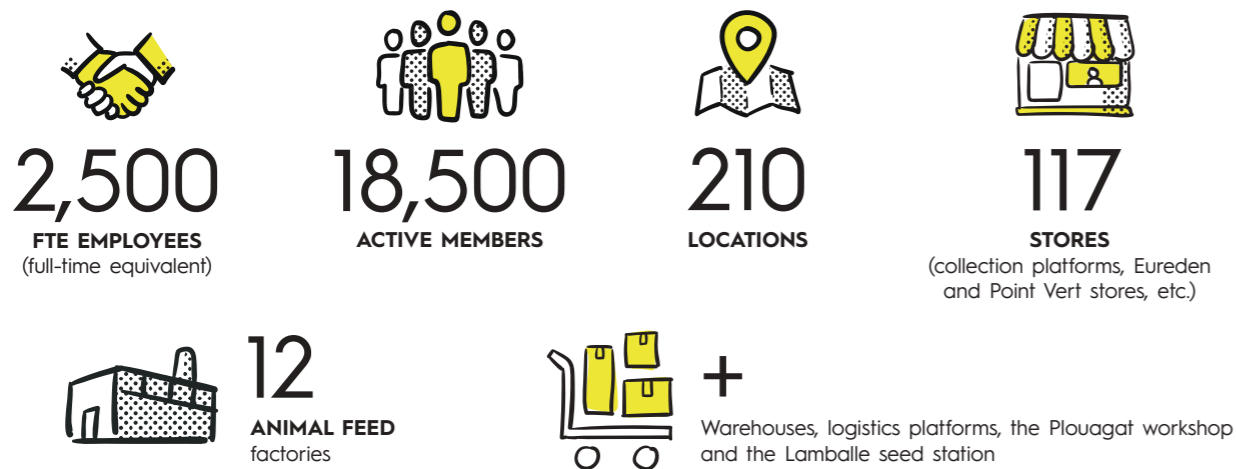 2,500
FTE EMPLOYEES
(full-time equivalent)
18,500
ACTIVE MEMBERS
210
LOCATIONS
117
STORES
(collection platforms, Eureden
and Point Vert stores, etc.)
12
ANIMAL FEED
factories
+
Warehouses, logistics platforms, the Plouagat workshop
and the Lamballe seed station